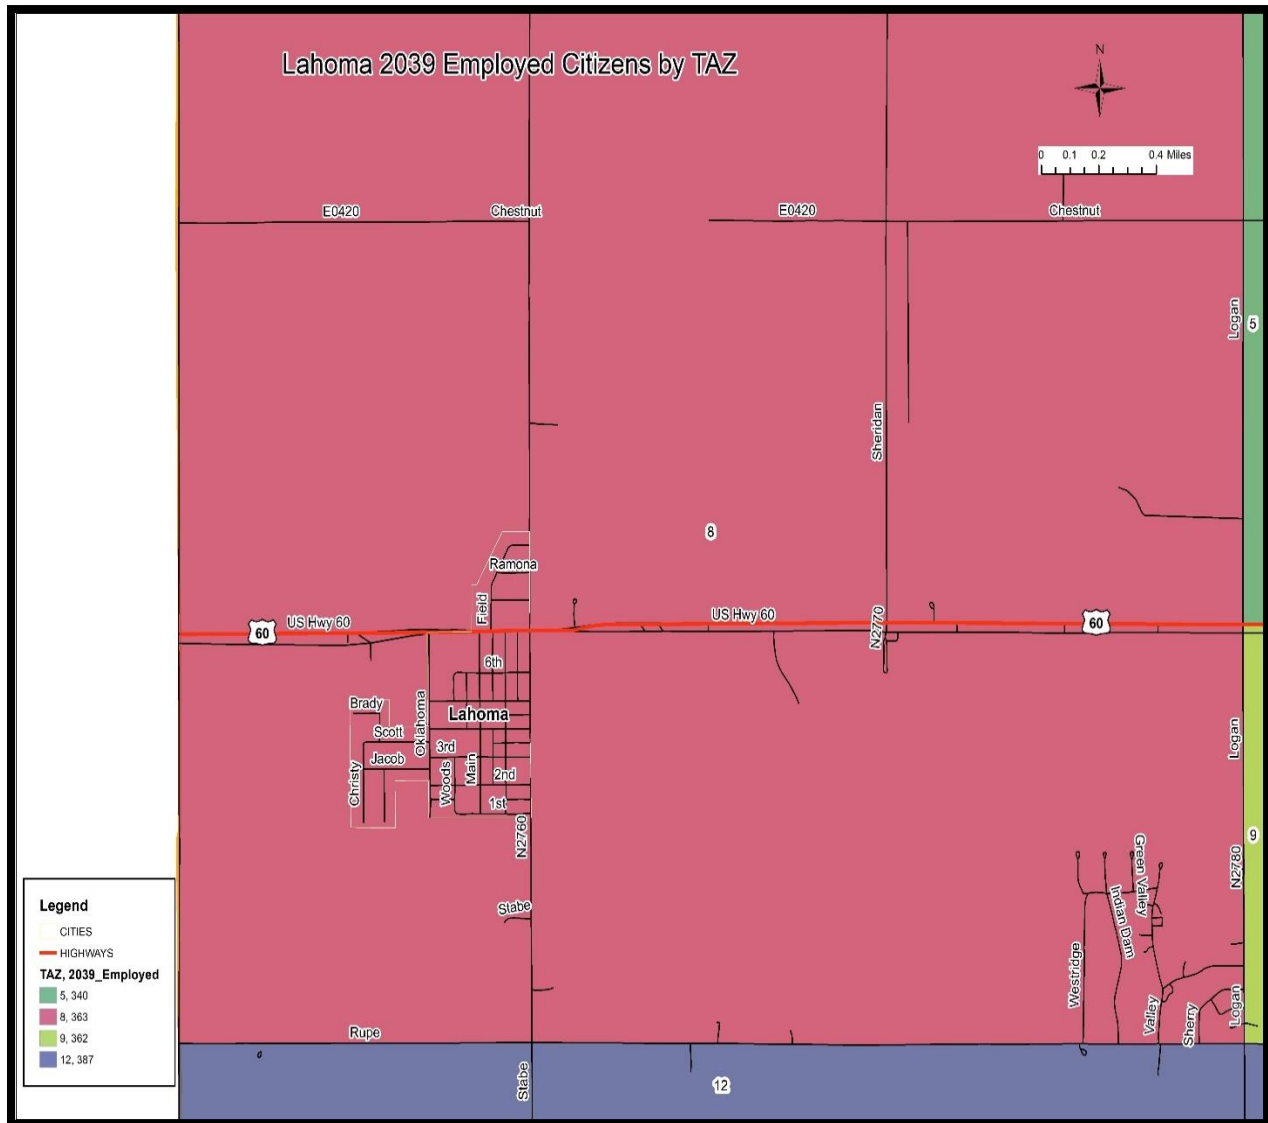 Lahoma 2039 Employed Citizens by TAZ
N
0 0.1 0.2 0.4 Miles
E0420
Chestnut
E0420
Chestnut
Logan
5
Sheridan
8
Ramona
Field
US Hwy 60
60
US Hwy 60
60
N2770
6th
Brady
Oklahoma
Lahoma
Scott
3rd
Jacob
Christy
Woods
Main
2nd
1st
Logan
N2760
9
Green Valley
N2780
Indian Dam
Stabe
Westridge
Valley
Sherry
Logan
Rupe
Stabe
12
Legend
CITIES
HIGHWAYS
TAZ, 2039_Employed
5, 340
8, 363
9, 362
12, 387